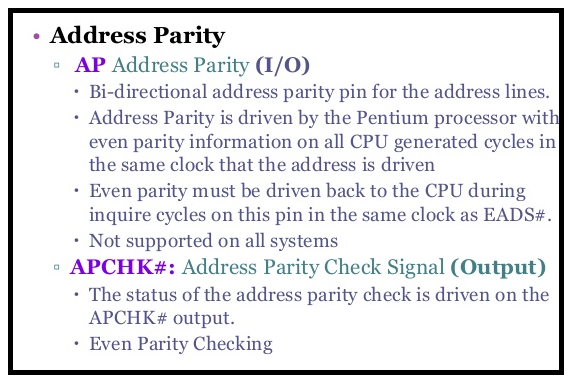 • Address Parity
▫ AP Address Parity (I/O)
• Bi-directional address parity pin for the address lines.
• Address Parity is driven by the Pentium processor with
even parity information on all CPU generated cycles in
the same clock that the address is driven
• Even parity must be driven back to the CPU during
inquire cycles on this pin in the same clock as EADS#.
• Not supported on all systems
▫ APCHK#: Address Parity Check Signal (Output)
• The status of the address parity check is driven on the
APCHK# output.
• Even Parity Checking